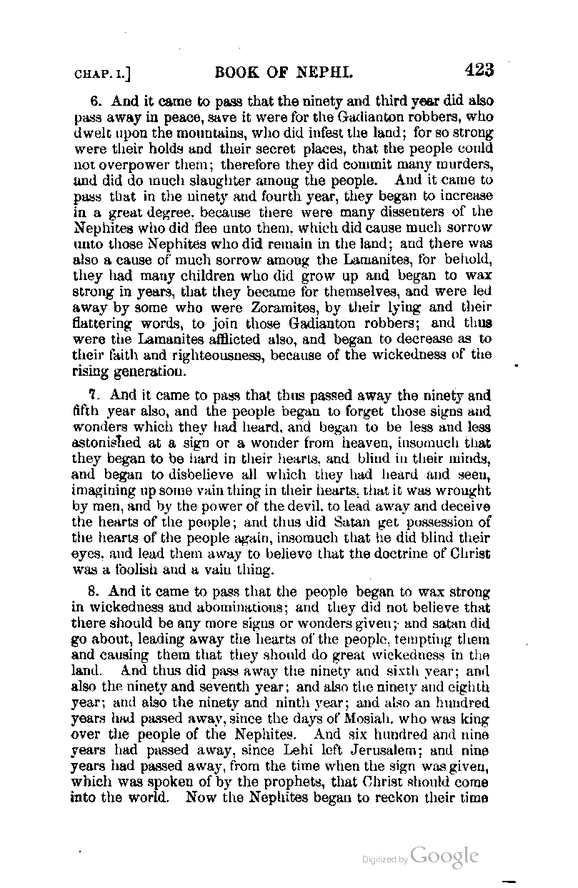 CHAP. I.] BOOK OF NEPHI. 423
6. And it came to pass that the ninety and third year did also
pass away in peace, save it were for the Gadianton robbers, who
dwelt upon the mountains, who did infest the land; for so strong
were their holds and their secret places, that the people could
not overpower them; therefore they did commit many murders,
and did do much slaughter among the people. And it came to
pass that in the ninety and fourth year, they began to increase
in a great degree, because there were many dissenters of the
Nephites who did flee unto them, which did cause much sorrow
unto those Nephites who did remain in the land; and there was
also a cause of much sorrow among the Lamanites, for behold,
they had many children who did grow up and began to wax
strong in years, that they became for themselves, and were led
away by some who were Zoramites, by their lying and their
flattering words, to join those Gadianton robbers; and thus
were the Lamanites afflicted also, and began to decrease as to
their faith and righteousness, because of the wickedness of the
rising generation.
7. And it came to pass that thus passed away the ninety and
fifth year also, and the people began to forget those signs and
wonders which they had heard, and began to be less and less
astonished at a sign or a wonder from heaven, insomuch that
they began to be hard in their hearts, and blind in their minds,
and began to disbelieve all which they had heard and seen,
imagining up some vain thing in their hearts, that it was wrought
by men, and by the power of the devil, to lead away and deceive
the hearts of the people; and thus did Satan get possession of
the hearts of the people again, insomuch that he did blind their
eyes, and lead them away to believe that the doctrine of Christ
was a foolish and a vain thing.
8. And it came to pass that the people began to wax strong
in wickedness and abominations; and they did not believe that
there should be any more signs or wonders given; and satan did
go about, leading away the hearts of the people, tempting them
and causing them that they should do great wickedness in the
land. And thus did pass away the ninety and sixth year; and
also the ninety and seventh year; and also the ninety and eighth
year; and also the ninety and ninth year; and also an hundred
years had passed away, since the days of Mosiah, who was king
over the people of the Nephites. And six hundred and nine
years had passed away, since Lehi left Jerusalem; and nine
years had passed away, from the time when the sign was given,
which was spoken of by the prophets, that Christ should come
into the world. Now the Nephites began to reckon their time
Digitized by Google